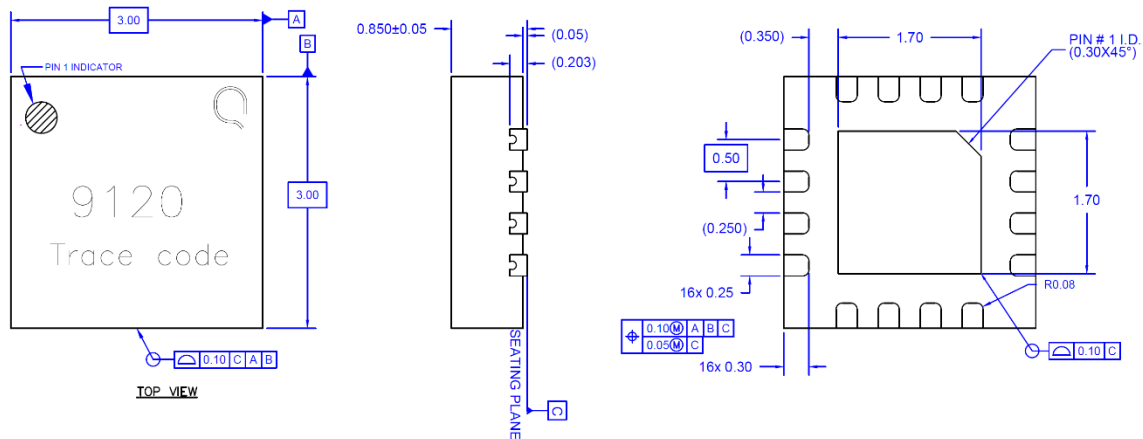 3.00
A
B
PIN 1 INDICATOR
9120
Trace code
3.00
⌓ 0.10 C A B
TOP VIEW
0.850±0.05
(0.05)
(0.203)
SEATING PLANE
C
(0.350)
1.70
PIN # 1 I.D.
(0.30X45°)
0.50
(0.250)
1.70
16x 0.25
R0.08
⌖ 0.10Ⓜ A B C
0.05Ⓜ C
16x 0.30
⌓ 0.10 C